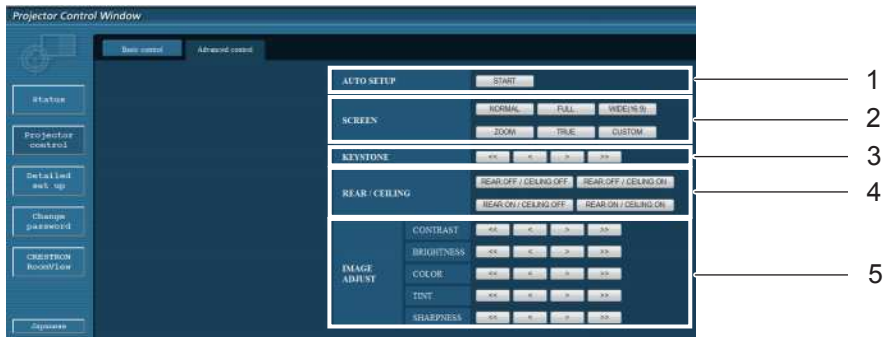 Projector Control Window
Basic control
Advanced control
Status
Projector
control
Detailed
set up
Change
password
CRESTRON
RoomView
Japanese
AUTO SETUP
START
1
SCREEN
NORMAL FULL WIDE(16:9)
ZOOM TRUE CUSTOM
2
KEYSTONE
<< < > >>
3
REAR / CEILING
REAR:OFF / CEILING:OFF REAR:OFF / CEILING:ON
REAR:ON / CEILING:OFF REAR:ON / CEILING:ON
4
IMAGE
ADJUST
CONTRAST << < > >>
BRIGHTNESS << < > >>
COLOR << < > >>
TINT << < > >>
SHARPNESS << < > >>
5